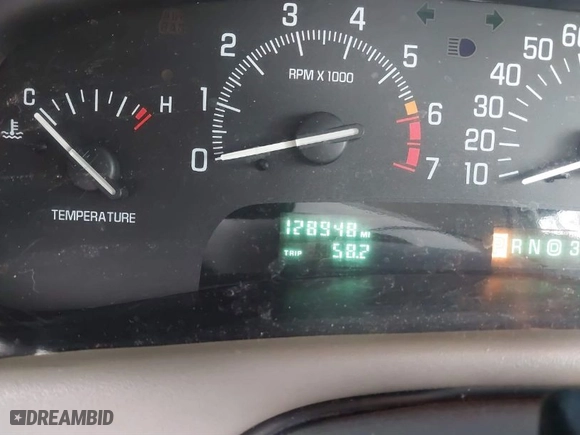 C
H
TEMPERATURE
0
1
2
3
4
5
6
7
RPM X 1000
10
20
30
40
50
60
128948 MI
TRIP 58.2
R N D 3
DREAMBID